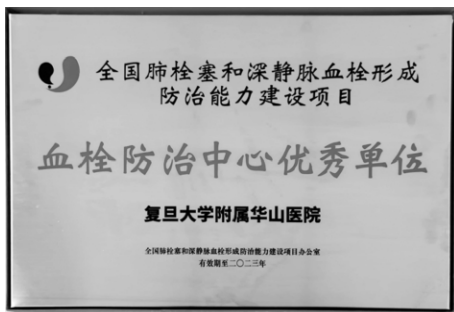 全国肺栓塞和深静脉血栓形成
防治能力建设项目
血栓防治中心优秀单位
复旦大学附属华山医院
全国肺栓塞和深静脉血栓形成防治能力建设项目办公室
有效期至二〇二三年